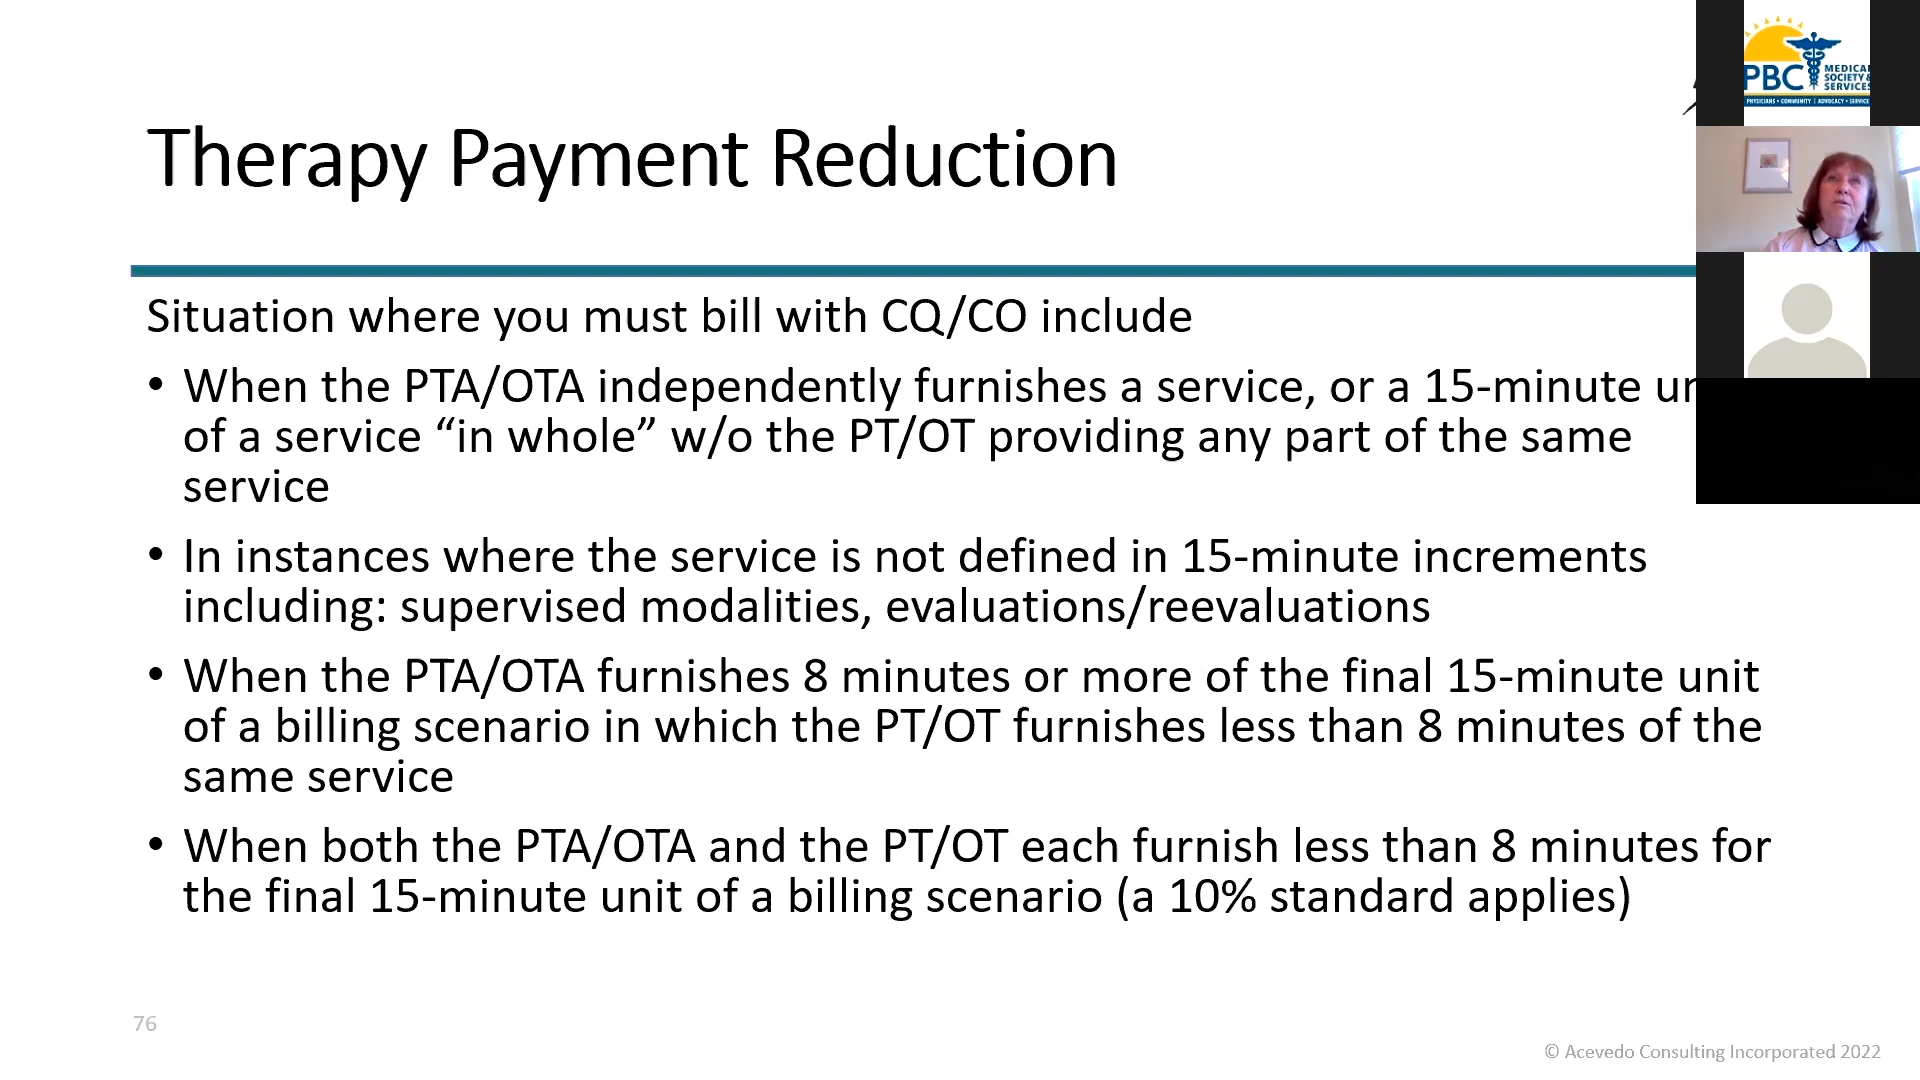 Therapy Payment Reduction
Situation where you must bill with CQ/CO include
• When the PTA/OTA independently furnishes a service, or a 15-minute
of a service “in whole” w/o the PT/OT providing any part of the same
service
• In instances where the service is not defined in 15-minute increments
including: supervised modalities, evaluations/reevaluations
• When the PTA/OTA furnishes 8 minutes or more of the final 15-minute unit
of a billing scenario in which the PT/OT furnishes less than 8 minutes of the
same service
• When both the PTA/OTA and the PT/OT each furnish less than 8 minutes for
the final 15-minute unit of a billing scenario (a 10% standard applies)
76
© Acevedo Consulting Incorporated 2022
PBC
MEDICAL
SOCIETY &
SERVICES
PHYSICIANS • COMMUNITY | ADVOCACY • SERVICE